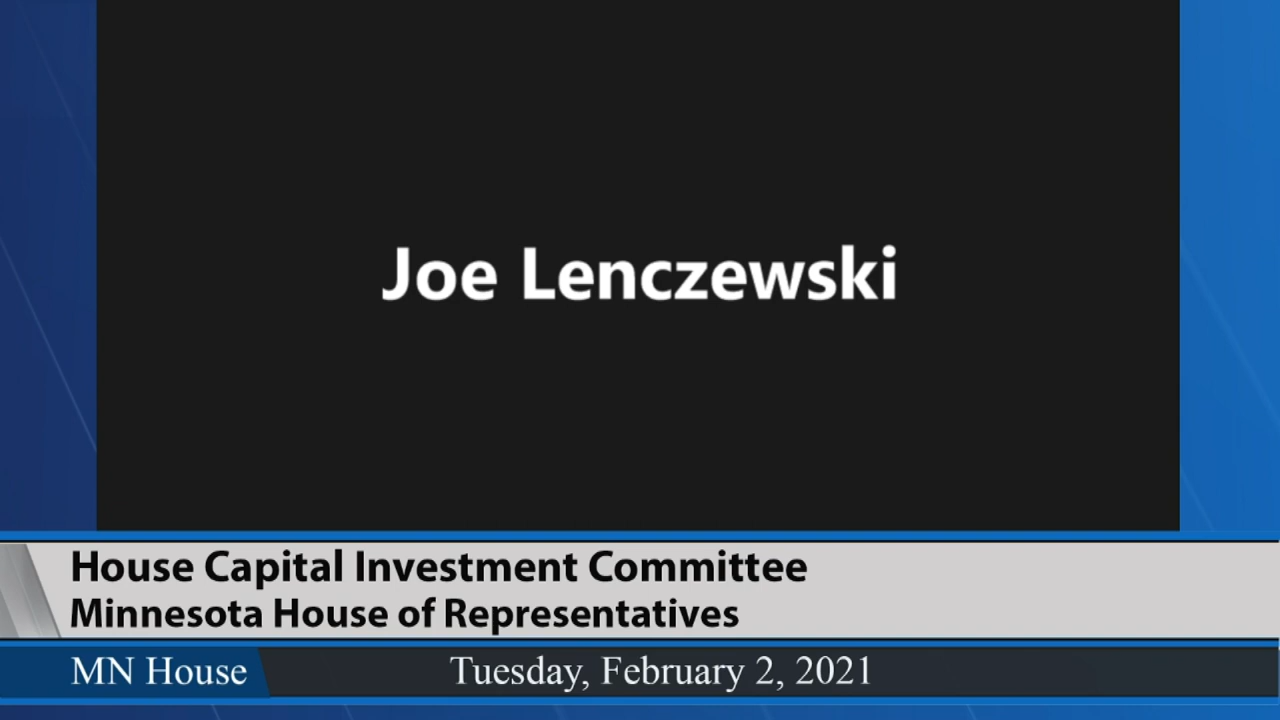 Joe Lenczewski
House Capital Investment Committee
Minnesota House of Representatives
MN House Tuesday, February 2, 2021